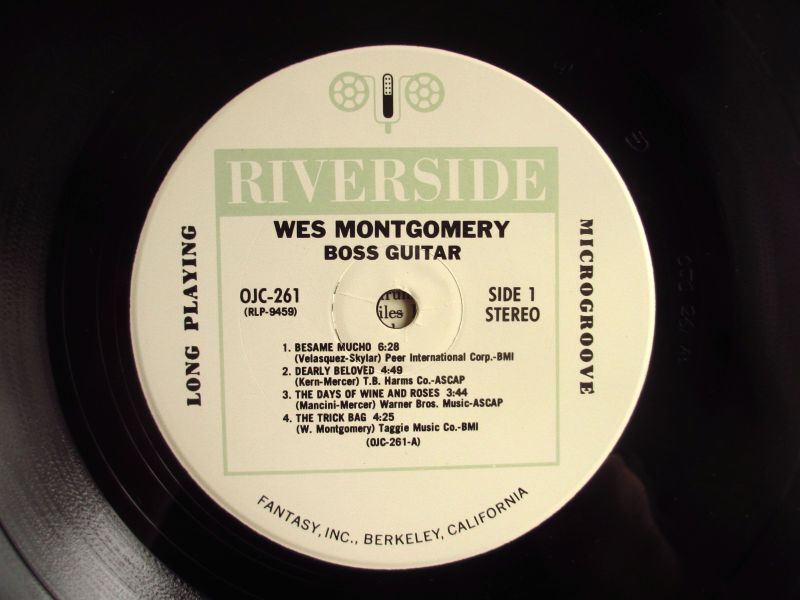 RIVERSIDE
WES MONTGOMERY
BOSS GUITAR
LONG PLAYING
MICROGROOVE
OJC-261
(RLP-9459)
SIDE 1
STEREO
iles
1. BESAME MUCHO 6:28
(Velasquez-Skylar) Peer International Corp.-BMI
2. DEARLY BELOVED 4:49
(Kern-Mercer) T.B. Harms Co.-ASCAP
3. THE DAYS OF WINE AND ROSES 3:44
(Mancini-Mercer) Warner Bros. Music-ASCAP
4. THE TRICK BAG 4:25
(W. Montgomery) Taggie Music Co.-BMI
(OJC-261-A)
FANTASY, INC., BERKELEY, CALIFORNIA